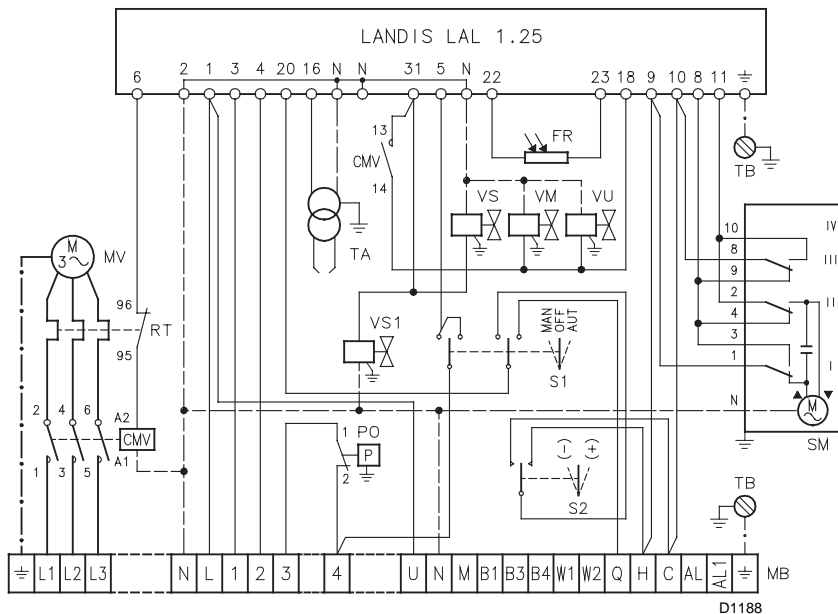 LANDIS LAL 1.25
6 2 1 3 4 20 16 N N 31 5 N 22 23 18 9 10 8 11
13
FR
CMV
14
TB
VS VM VU
TA
10 IV
8 III
9
2 II
4
3
1 I
N
M
SM
M
3
MV
96
RT
95
VS1
MAN
OFF
AUT
S1
2 4 6 A2
CMV
1 3 5 A1
1 PO
P
2
(-) (+)
S2
TB
L1 L2 L3 N L 1 2 3 4 U N M B1 B3 B4 W1 W2 Q H C AL AL1 MB
D1188